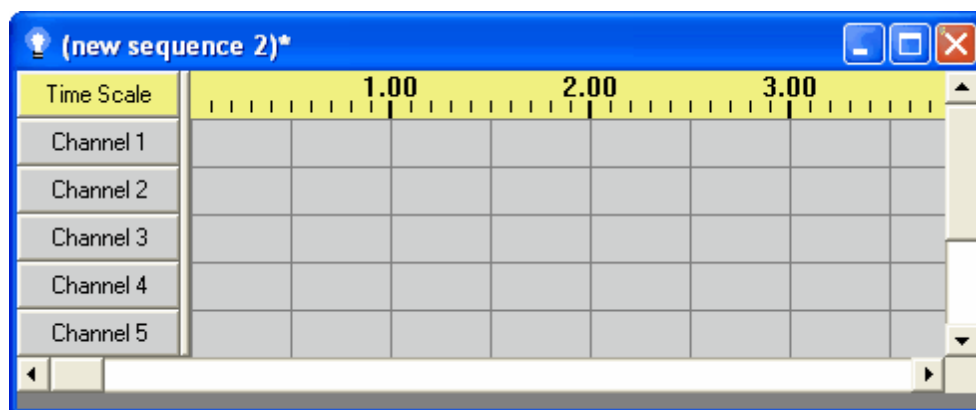 (new sequence 2)*
Time Scale 1.00 2.00 3.00
Channel 1
Channel 2
Channel 3
Channel 4
Channel 5